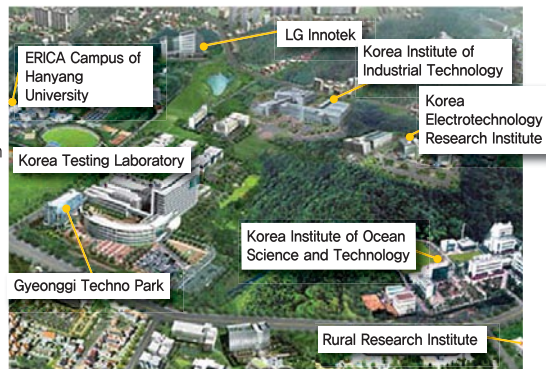 LG Innotek
ERICA Campus of
Hanyang
University
Korea Institute of
Industrial Technology
Korea
Electrotechnology
Research Institute
Korea Testing Laboratory
Korea Institute of Ocean
Science and Technology
Gyeonggi Techno Park
Rural Research Institute